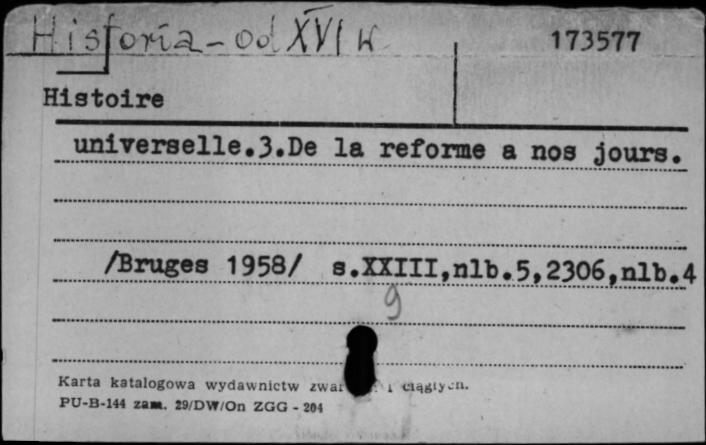 Historia - od XVI w
173577
Histoire
universelle.3.De la reforme a nos jours.
/Bruges 1958/ s.XXIII,nlb.5,2306,nlb.4
9
Karta katalogowa wydawnictw i ciągłych.
PU-B-144 zam. 29/DW/On ZGG - 204